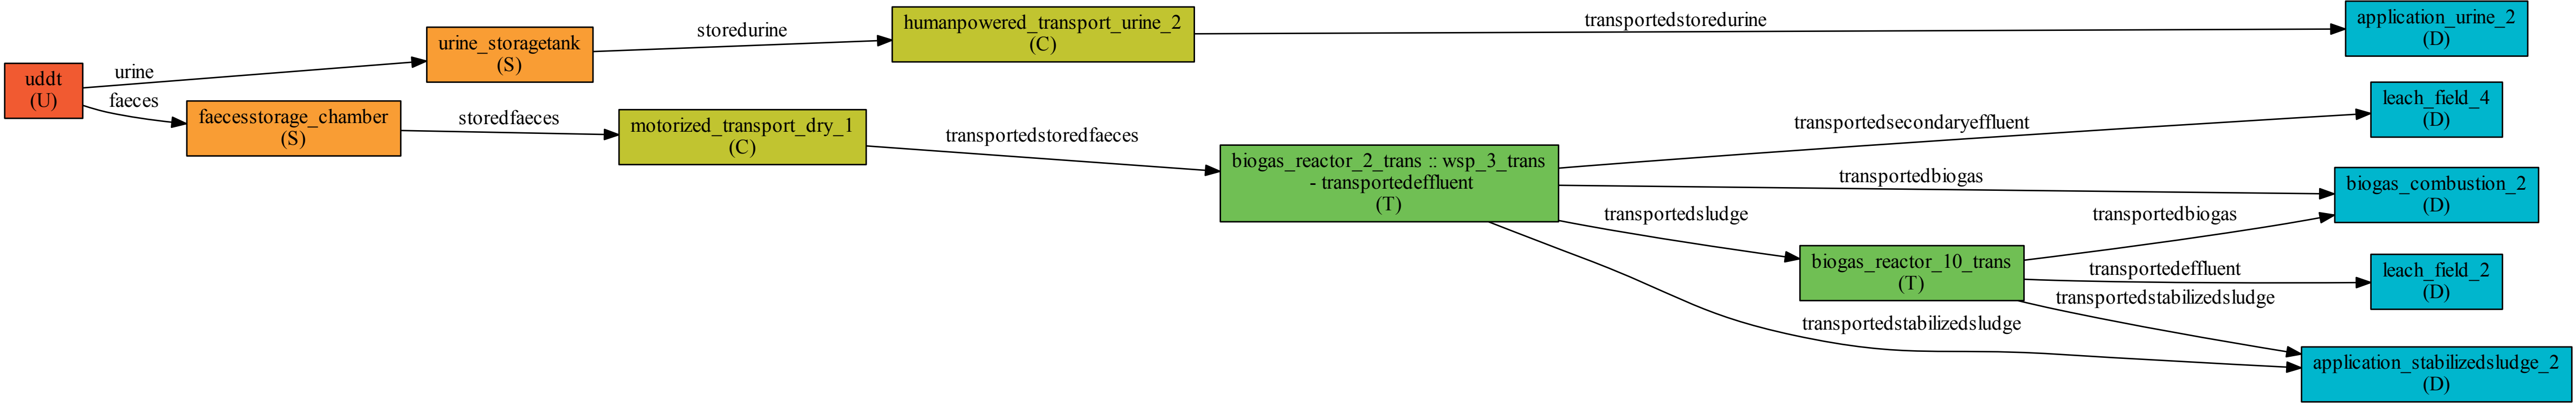 uddt
(U)
urine
faeces
urine_storagetank
(S)
faecesstorage_chamber
(S)
storedurine
storedfaeces
humanpowered_transport_urine_2
(C)
motorized_transport_dry_1
(C)
transportedstoredurine
transportedstoredfaeces
biogas_reactor_2_trans :: wsp_3_trans
- transportedeffluent
(T)
transportedsecondaryeffluent
transportedbiogas
transportedsludge
transportedstabilizedsludge
biogas_reactor_10_trans
(T)
transportedbiogas
transportedeffluent
transportedstabilizedsludge
application_urine_2
(D)
leach_field_4
(D)
biogas_combustion_2
(D)
leach_field_2
(D)
application_stabilizedsludge_2
(D)